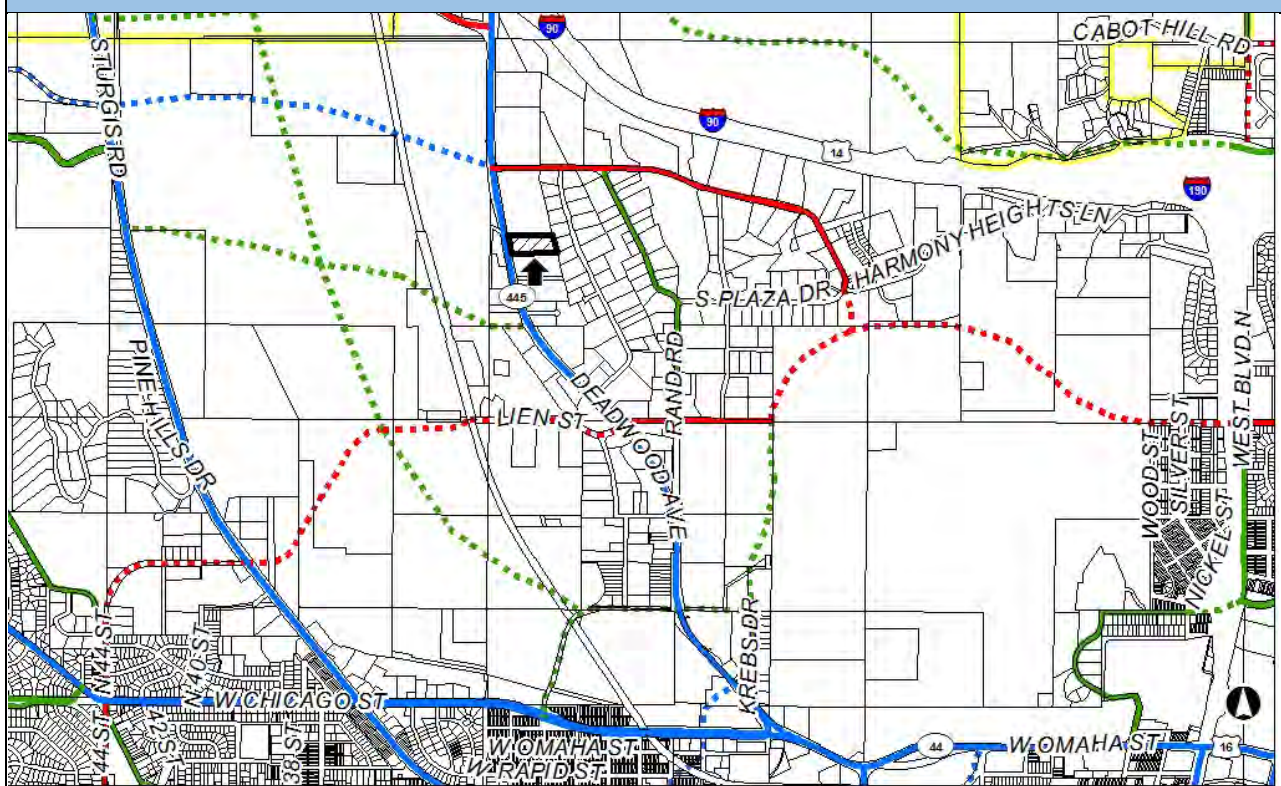 90
CABOT HILL RD
STURGIS RD
90
14
190
HARMONY HEIGHTS LN
S PLAZA DR
445
PINE HILLS DR
DEADWOOD AVE
RAND RD
LIEN ST
WOOD ST
SILVER ST
WEST BLVD N
NICKEL ST
KREBS DR
N 44 ST
N 40 ST
W CHICAGO ST
44 ST
42 ST
38 ST
W OMAHA ST
W RAPID ST
44
W OMAHA ST
16